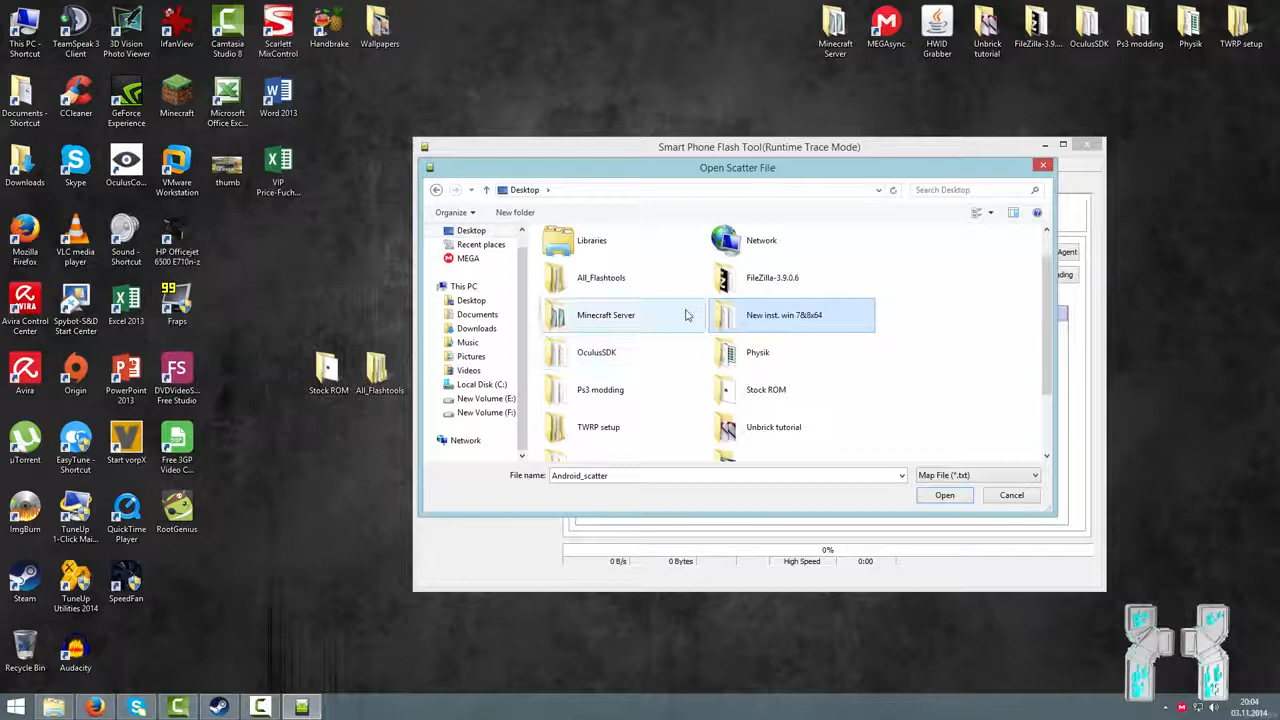 This PC - Shortcut
TeamSpeak 3 Client
3D Vision Photo Viewer
IrfanView
Camtasia Studio 8
Scarlett MixControl
Handbrake
Wallpapers
Minecraft Server
MEGAsync
HWID Grabber
Unbrick tutorial
FileZilla-3.9....
OculusSDK
Ps3 modding
Physik
TWRP setup
Documents - Shortcut
CCleaner
GeForce Experience
Minecraft
Microsoft Office Exc...
Word 2013
Downloads
Skype
OculusCo...
VMware Workstation
thumb
VIP Price-Fuch...
Mozilla Firefox
VLC media player
Sound - Shortcut
HP Officejet 6500 E710n-z
Avira Control Center
Spybot-S&D Start Center
Excel 2013
99
Fraps
Avira
Origin
PowerPoint 2013
DVDVideoS... Free Studio
Stock ROM
All_Flashtools
µTorrent
EasyTune - Shortcut
Start vorpX
Free 3GP Video C...
ImgBurn
TuneUp 1-Click Mai...
QuickTime Player
RootGenius
Steam
TuneUp Utilities 2014
SpeedFan
Recycle Bin
Audacity
Smart Phone Flash Tool(Runtime Trace Mode)
Open Scatter File
Desktop
Search Desktop
Organize
New folder
Desktop
Recent places
MEGA
This PC
Desktop
Documents
Downloads
Music
Pictures
Videos
Local Disk (C:)
New Volume (E:)
New Volume (F:)
Network
Libraries
Network
All_Flashtools
FileZilla-3.9.0.6
Minecraft Server
New inst. win 7&8x64
OculusSDK
Physik
Ps3 modding
Stock ROM
TWRP setup
Unbrick tutorial
Agent
File name:
Android_scatter
Map File (*.txt)
Open
Cancel
0%
0 B/s
0 Bytes
High Speed
0:00
20:04
03.11.2014